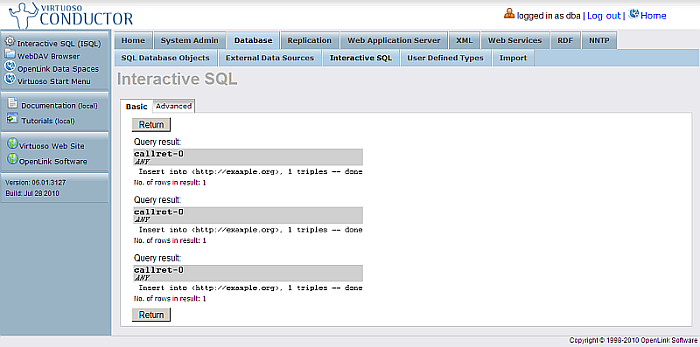 VIRTUOSO
CONDUCTOR
logged in as dba | Log out | Home
Interactive SQL (ISQL)
WebDAV Browser
OpenLink Data Spaces
Virtuoso Start Menu
Documentation (local)
Tutorials (local)
Virtuoso Web Site
OpenLink Software
Version: 06.01.3127
Build: Jul 28 2010
Home System Admin Database Replication Web Application Server XML Web Services RDF NNTP
SQL Database Objects External Data Sources Interactive SQL User Defined Types Import
Interactive SQL
Basic Advanced
Return
Query result:
callret-0
ANY
Insert into <http://example.org>, 1 triples -- done
No. of rows in result: 1
Query result:
callret-0
ANY
Insert into <http://example.org>, 1 triples -- done
No. of rows in result: 1
Query result:
callret-0
ANY
Insert into <http://example.org>, 1 triples -- done
No. of rows in result: 1
Return
Copyright © 1998-2010 OpenLink Software